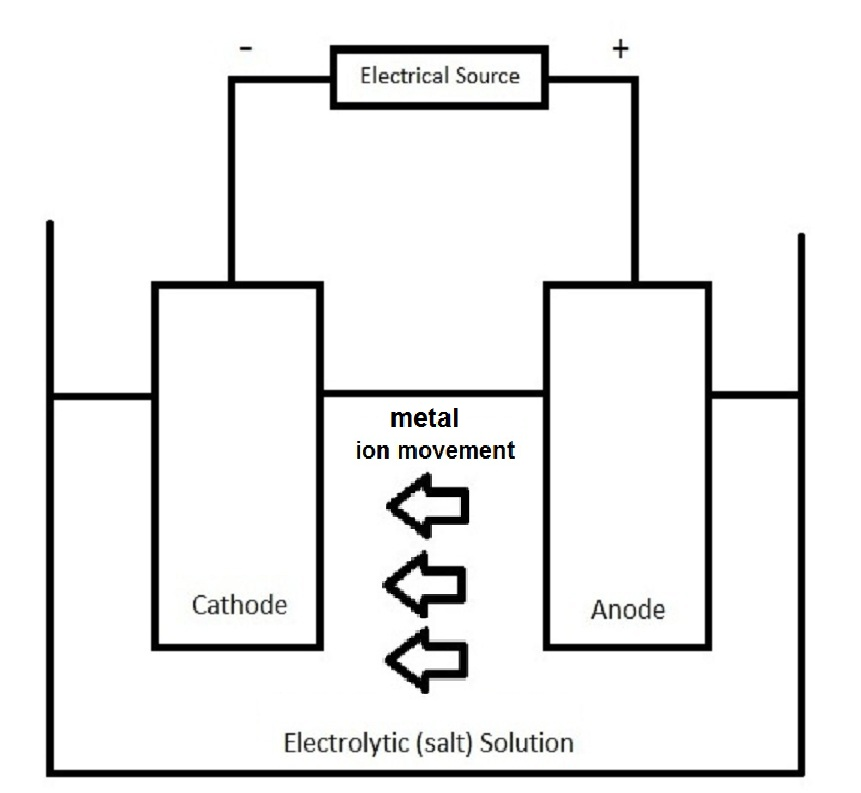 - +
Electrical Source
metal
ion movement
Cathode
Anode
Electrolytic (salt) Solution